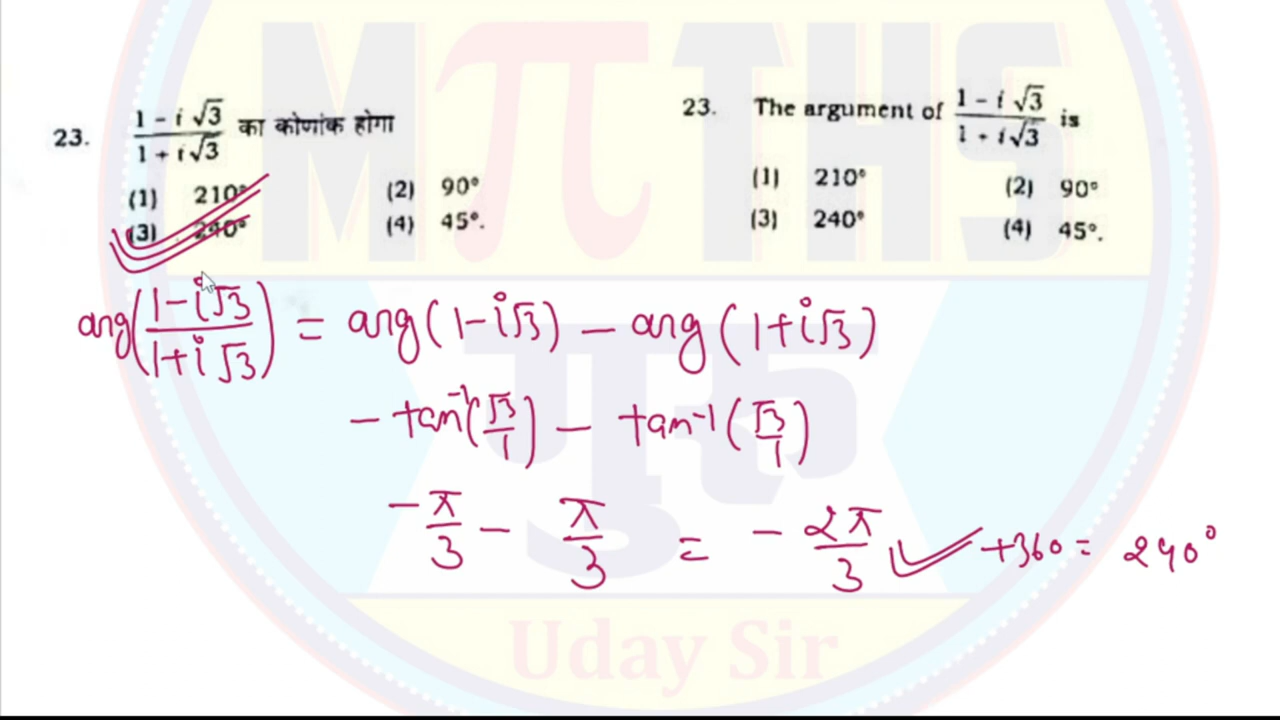 MπTHS
23. 1 - i √3 / 1 + i √3 का कोणांक होगा
(1) 210° (2) 90°
(3) 240° (4) 45°.
23. The argument of 1 - i √3 / 1 + i √3 is
(1) 210° (2) 90°
(3) 240° (4) 45°.
arg(1-i√3 / 1+i√3) = arg(1-i√3) - arg(1+i√3)
- tan⁻¹(√3/1) - tan⁻¹(√3/1)
-π/3 - π/3 = - 2π/3 +360 = 240°
गुरु
Uday Sir